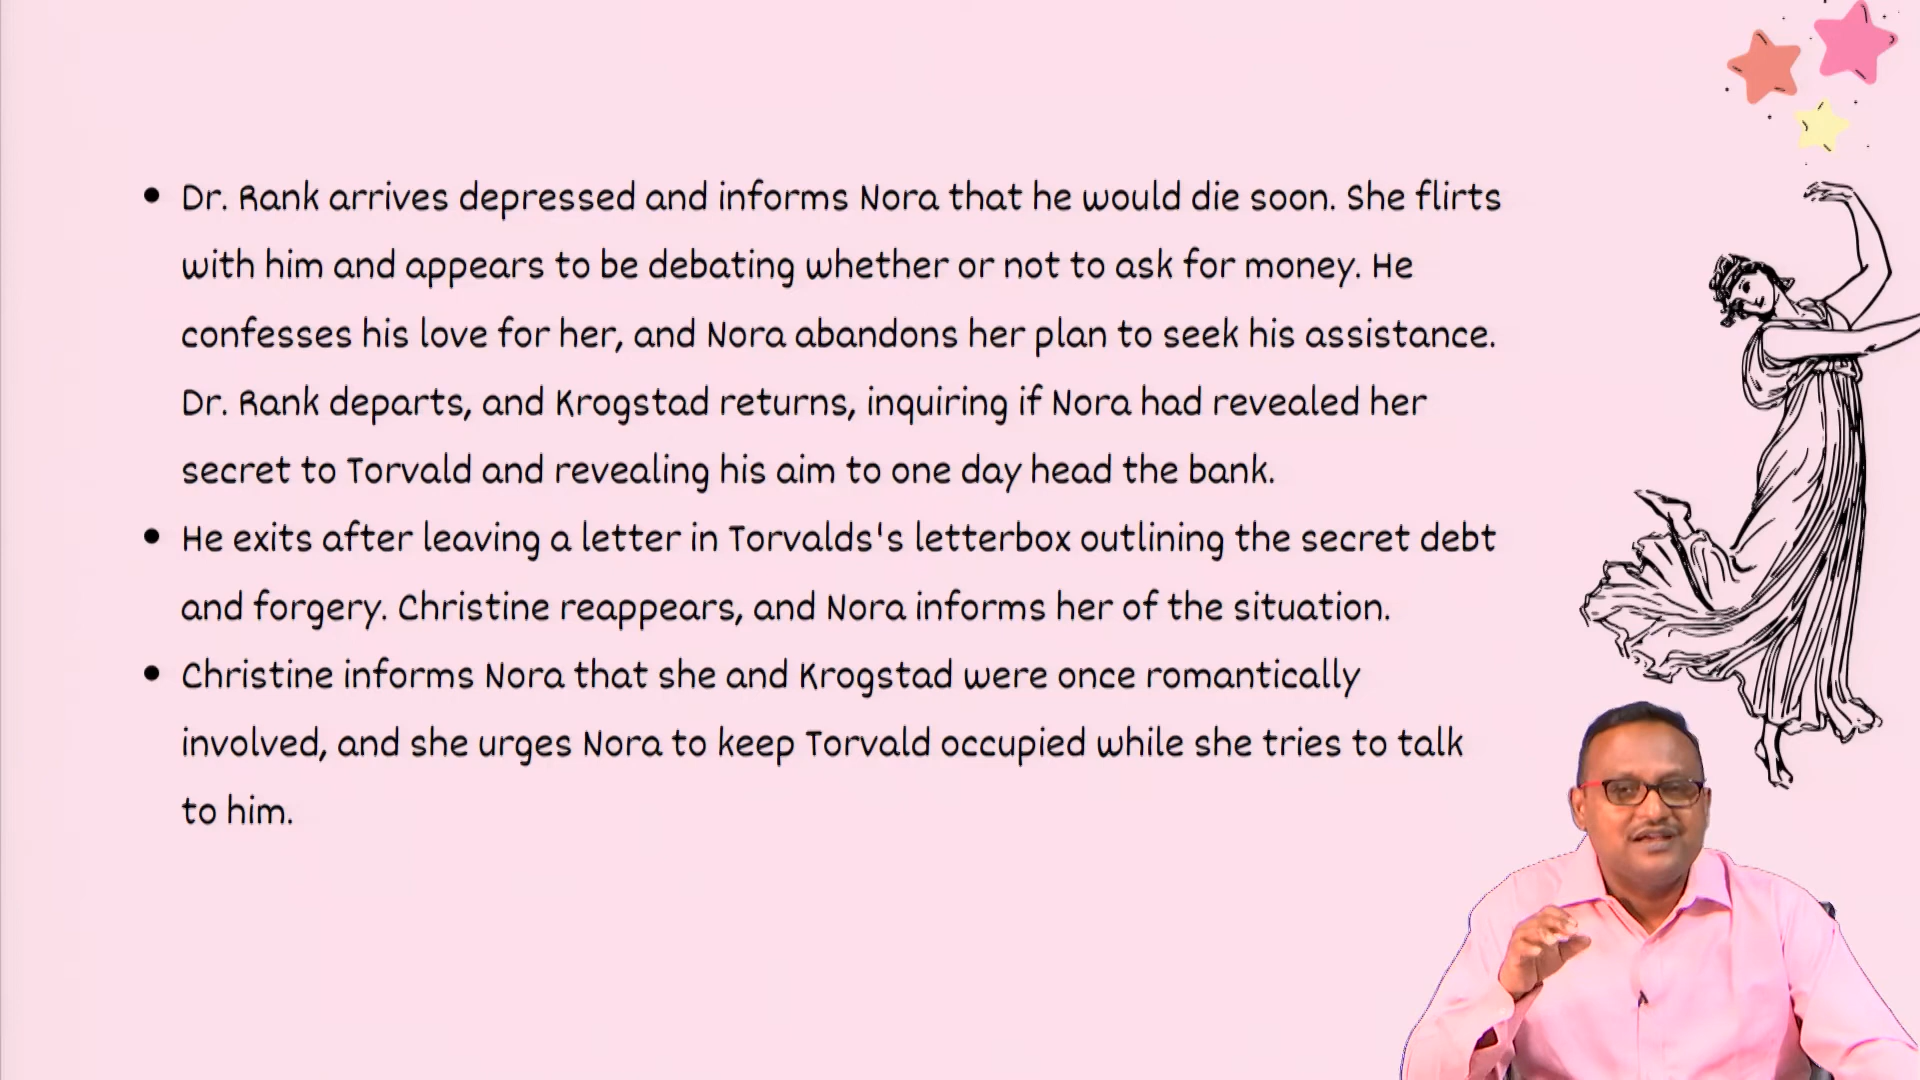 Dr. Rank arrives depressed and informs Nora that he would die soon. She flirts
with him and appears to be debating whether or not to ask for money. He
confesses his love for her, and Nora abandons her plan to seek his assistance.
Dr. Rank departs, and Krogstad returns, inquiring if Nora had revealed her
secret to Torvald and revealing his aim to one day head the bank.
He exits after leaving a letter in Torvalds's letterbox outlining the secret debt
and forgery. Christine reappears, and Nora informs her of the situation.
Christine informs Nora that she and Krogstad were once romantically
involved, and she urges Nora to keep Torvald occupied while she tries to talk
to him.